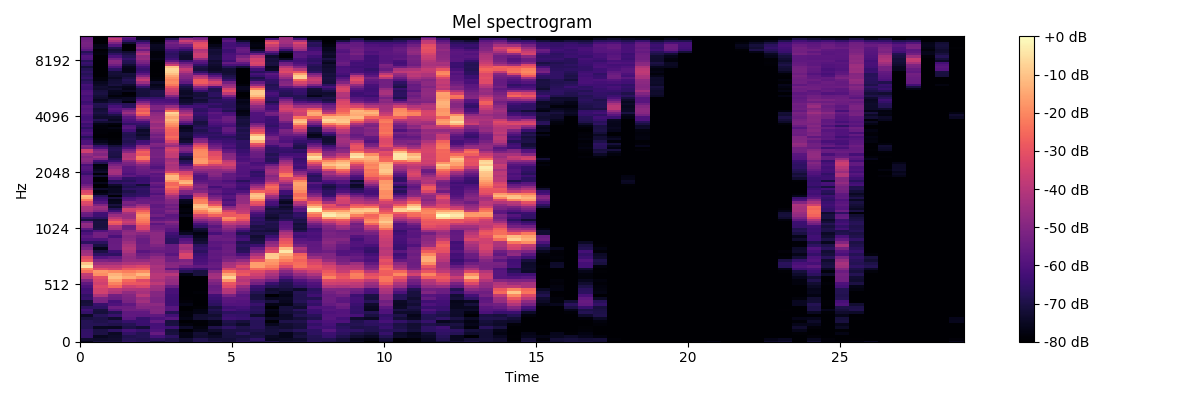 Mel spectrogram
Hz
8192
4096
2048
1024
512
0
0 5 10 15 20 25
Time
+0 dB
-10 dB
-20 dB
-30 dB
-40 dB
-50 dB
-60 dB
-70 dB
-80 dB